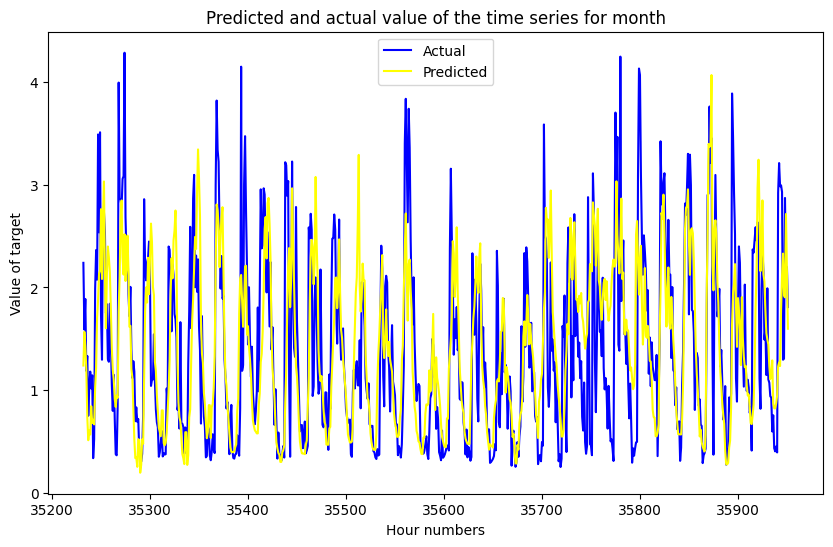 Predicted and actual value of the time series for month
Actual
Predicted
Value of target
4
3
2
1
0
35200 35300 35400 35500 35600 35700 35800 35900
Hour numbers